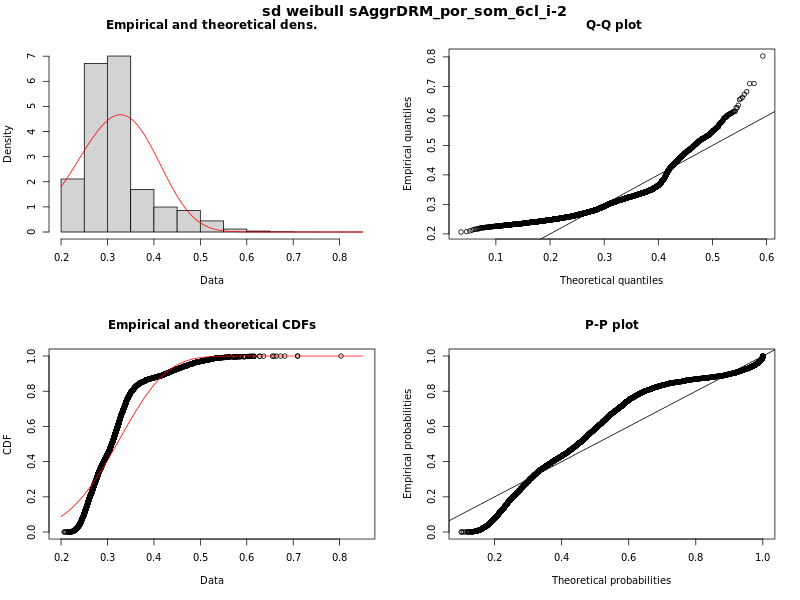 sd weibull sAggrDRM_por_som_6cl_i-2
Empirical and theoretical dens.
Density
0 1 2 3 4 5 6 7
0.2 0.3 0.4 0.5 0.6 0.7 0.8
Data
Q-Q plot
Empirical quantiles
0.2 0.3 0.4 0.5 0.6 0.7 0.8
0.1 0.2 0.3 0.4 0.5 0.6
Theoretical quantiles
Empirical and theoretical CDFs
CDF
0.0 0.2 0.4 0.6 0.8 1.0
0.2 0.3 0.4 0.5 0.6 0.7 0.8
Data
P-P plot
Empirical probabilities
0.0 0.2 0.4 0.6 0.8 1.0
0.2 0.4 0.6 0.8 1.0
Theoretical probabilities